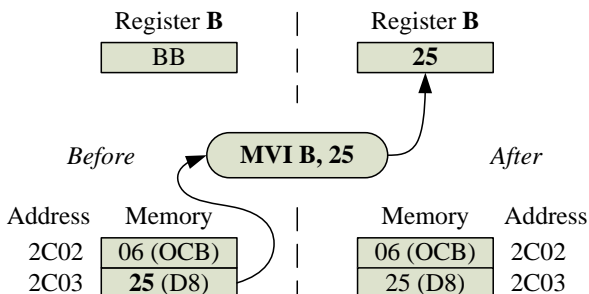 Register B Register B
BB 25
Before MVI B, 25 After
Address Memory Memory Address
2C02 06 (OCB) 06 (OCB) 2C02
2C03 25 (D8) 25 (D8) 2C03